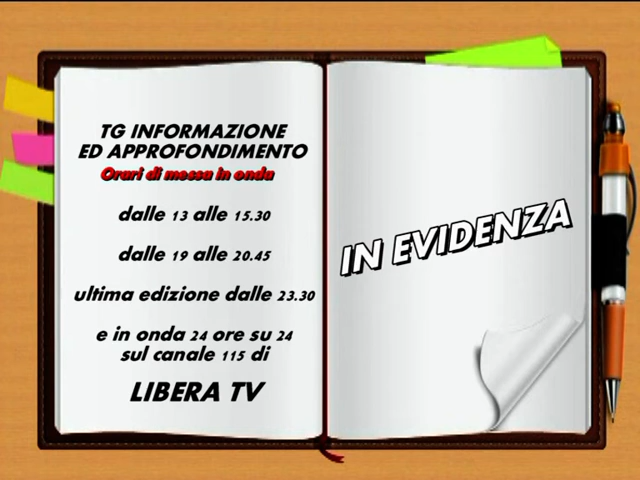 TG INFORMAZIONE
ED APPROFONDIMENTO
Orari di messa in onda
dalle 13 alle 15.30
dalle 19 alle 20.45
ultima edizione dalle 23.30
e in onda 24 ore su 24
sul canale 115 di
LIBERA TV
IN EVIDENZA